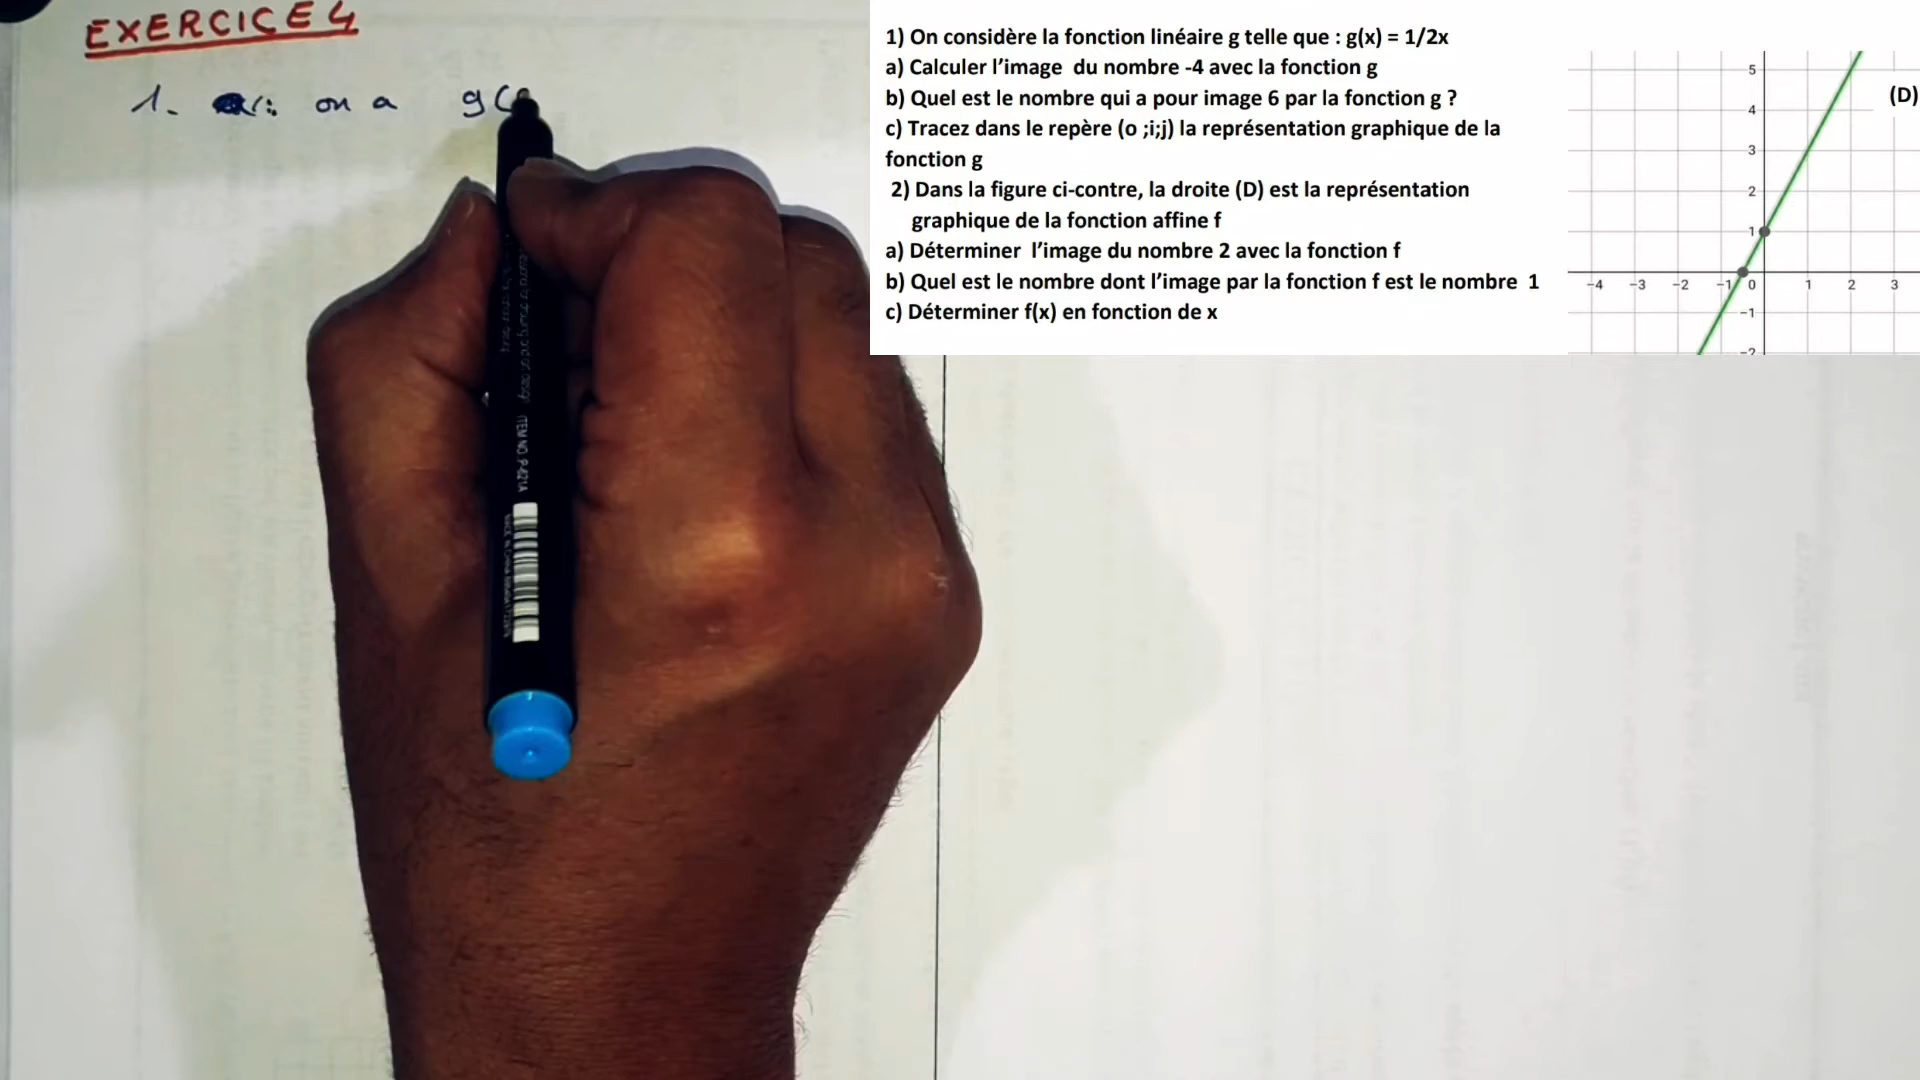 EXERCICE 4
1. a: on a g(
1) On considère la fonction linéaire g telle que : g(x) = 1/2x
a) Calculer l’image du nombre -4 avec la fonction g
b) Quel est le nombre qui a pour image 6 par la fonction g ?
c) Tracez dans le repère (o ;i;j) la représentation graphique de la
fonction g
2) Dans la figure ci-contre, la droite (D) est la représentation
graphique de la fonction affine f
a) Déterminer l’image du nombre 2 avec la fonction f
b) Quel est le nombre dont l’image par la fonction f est le nombre 1
c) Déterminer f(x) en fonction de x
(D)
5
4
3
2
1
−4 −3 −2 −1 0 1 2 3
−1
−2
ITEM NO. P-421A